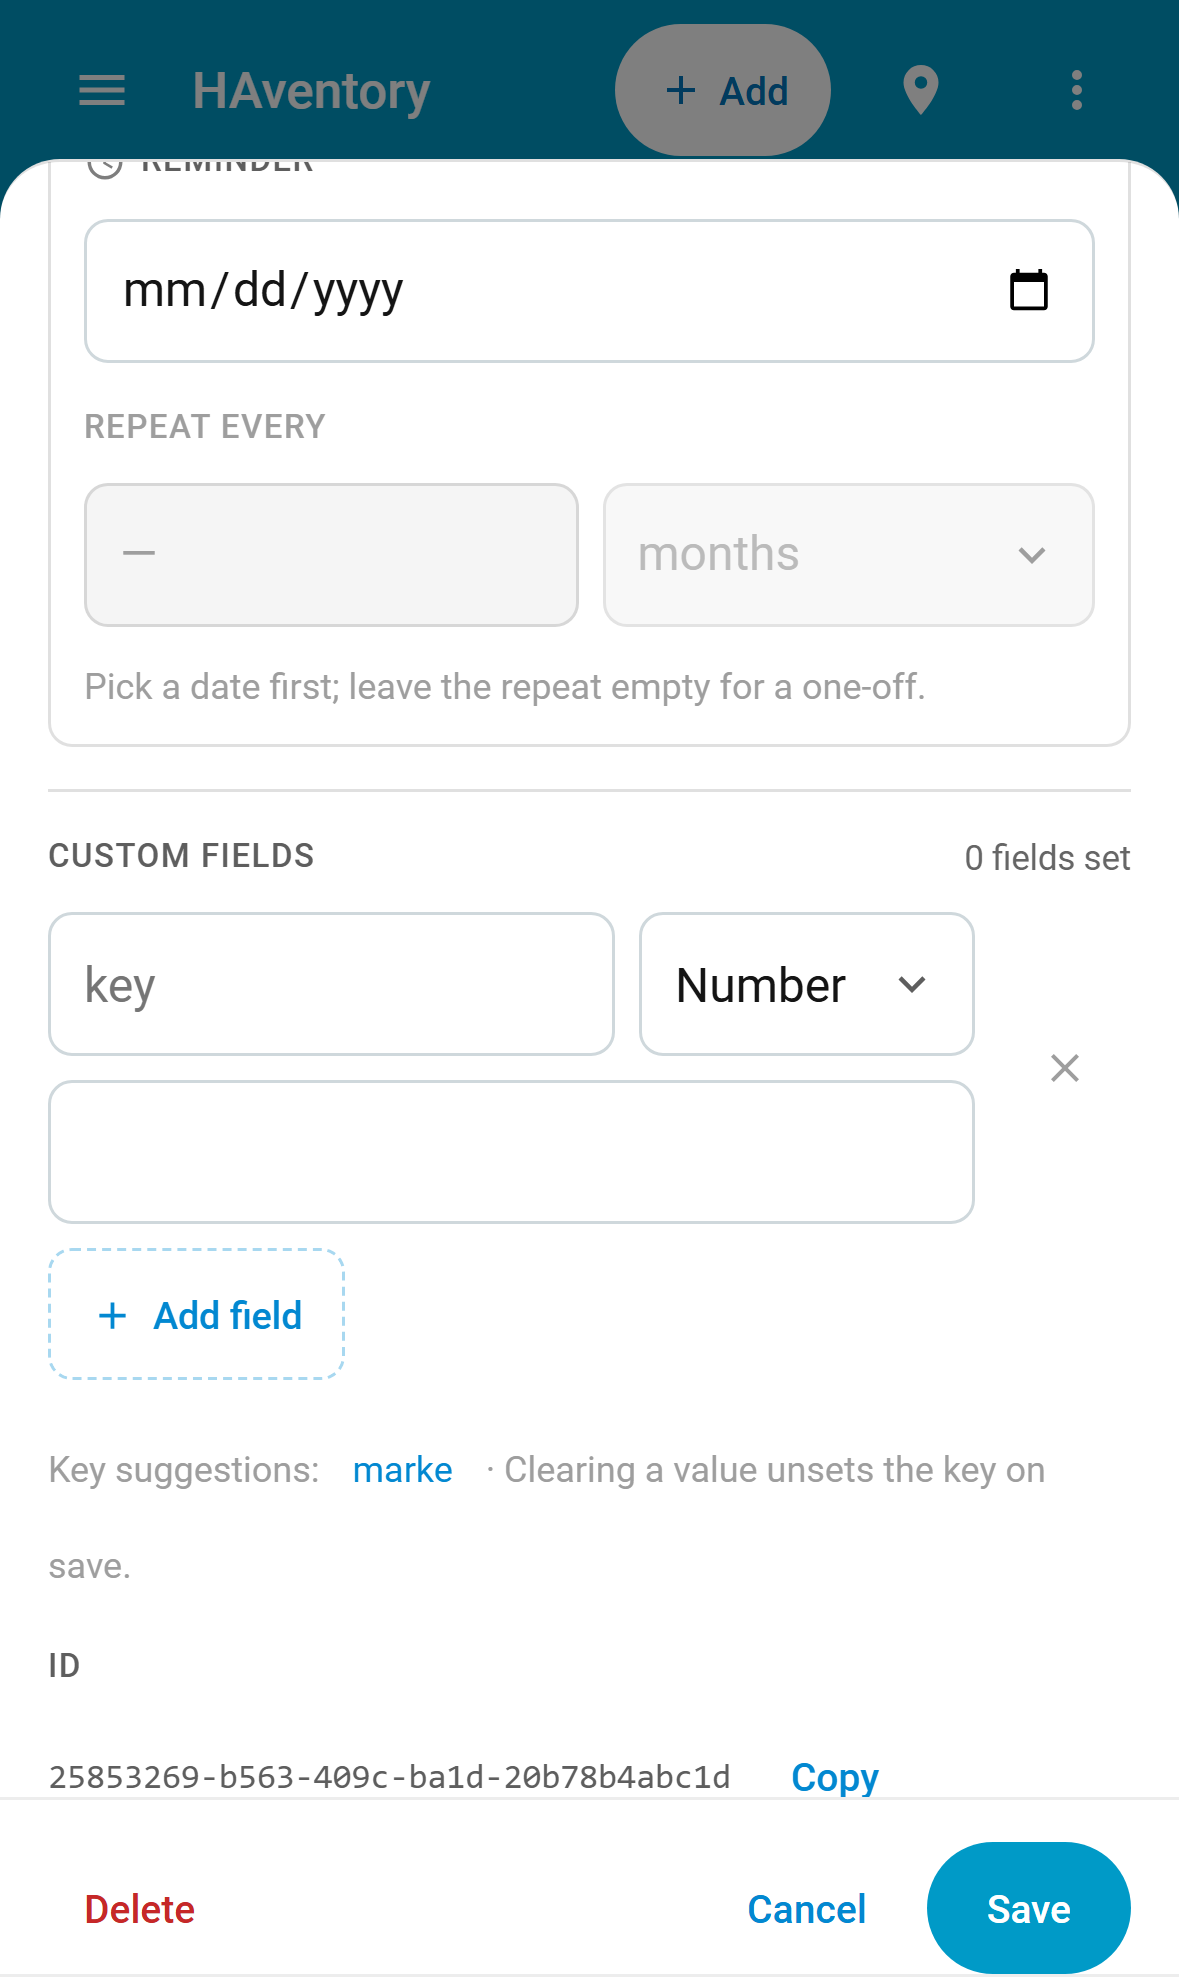 HAventory
+ Add
REMINDER
mm/dd/yyyy
REPEAT EVERY
—
months
Pick a date first; leave the repeat empty for a one-off.
CUSTOM FIELDS
0 fields set
key
Number
+ Add field
Key suggestions: marke · Clearing a value unsets the key on
save.
ID
25853269-b563-409c-ba1d-20b78b4abc1d Copy
Delete
Cancel
Save